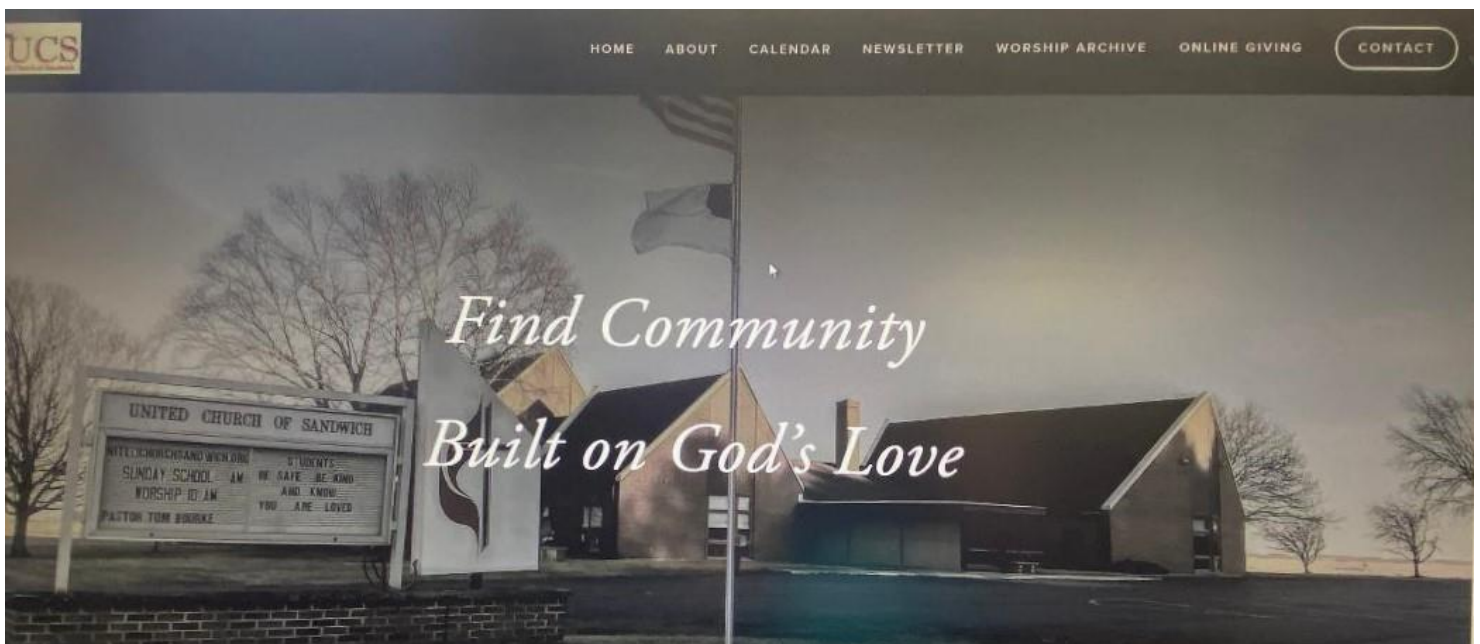 UCS
HOME ABOUT CALENDAR NEWSLETTER WORSHIP ARCHIVE ONLINE GIVING CONTACT
Find Community
Built on God's Love
UNITED CHURCH OF SANDWICH
SUNDAY SCHOOL AM
WORSHIP 10 AM
PASTOR TOM
STUDENTS
BE SAFE BE KIND
AND KNOW
YOU ARE LOVED